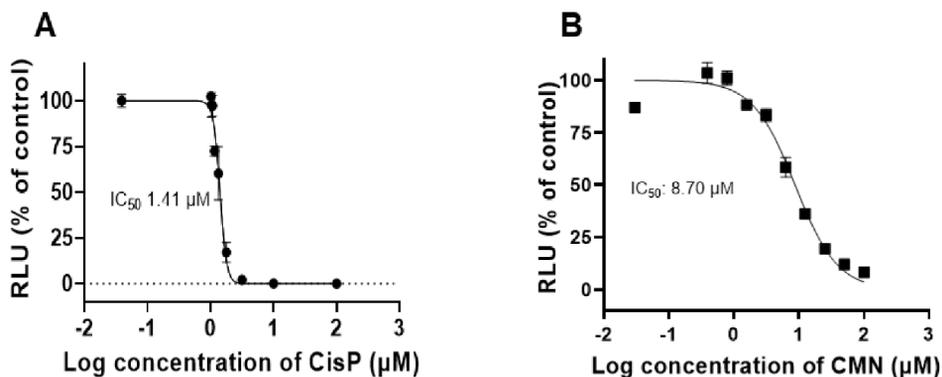 A
RLU (% of control)
100
75
50
25
0
IC50 1.41 µM
-2 -1 0 1 2 3
Log concentration of CisP (µM)
B
RLU (% of control)
100
75
50
25
0
IC50: 8.70 µM
-2 -1 0 1 2 3
Log concentration of CMN (µM)